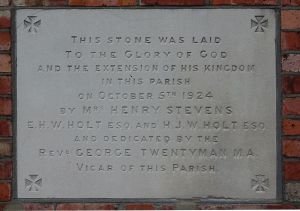 THIS STONE WAS LAID
TO THE GLORY OF GOD
AND THE EXTENSION OF HIS KINGDOM
IN THIS PARISH
ON OCTOBER 5TH 1924
BY MRS HENRY STEVENS
E.H.W. HOLT ESQ. AND H.J.W. HOLT ESQ.
AND DEDICATED BY THE
REVD GEORGE TWENTYMAN M.A.
VICAR OF THIS PARISH.